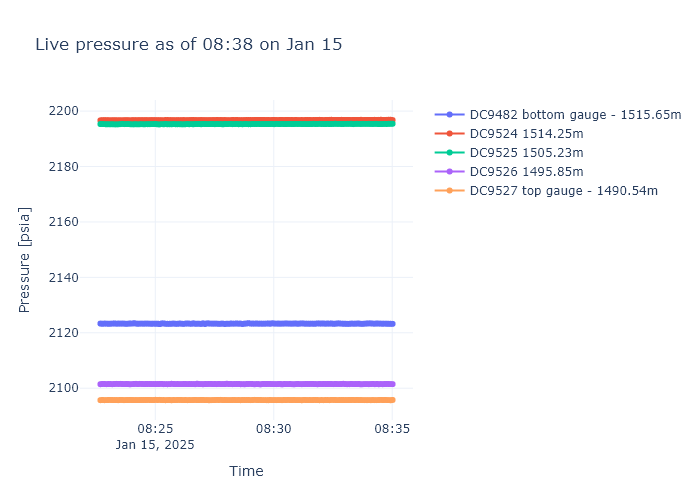 Live pressure as of 08:38 on Jan 15
2200
2180
2160
2140
2120
2100
Pressure [psia]
08:25
08:30
08:35
Jan 15, 2025
Time
DC9482 bottom gauge - 1515.65m
DC9524 1514.25m
DC9525 1505.23m
DC9526 1495.85m
DC9527 top gauge - 1490.54m